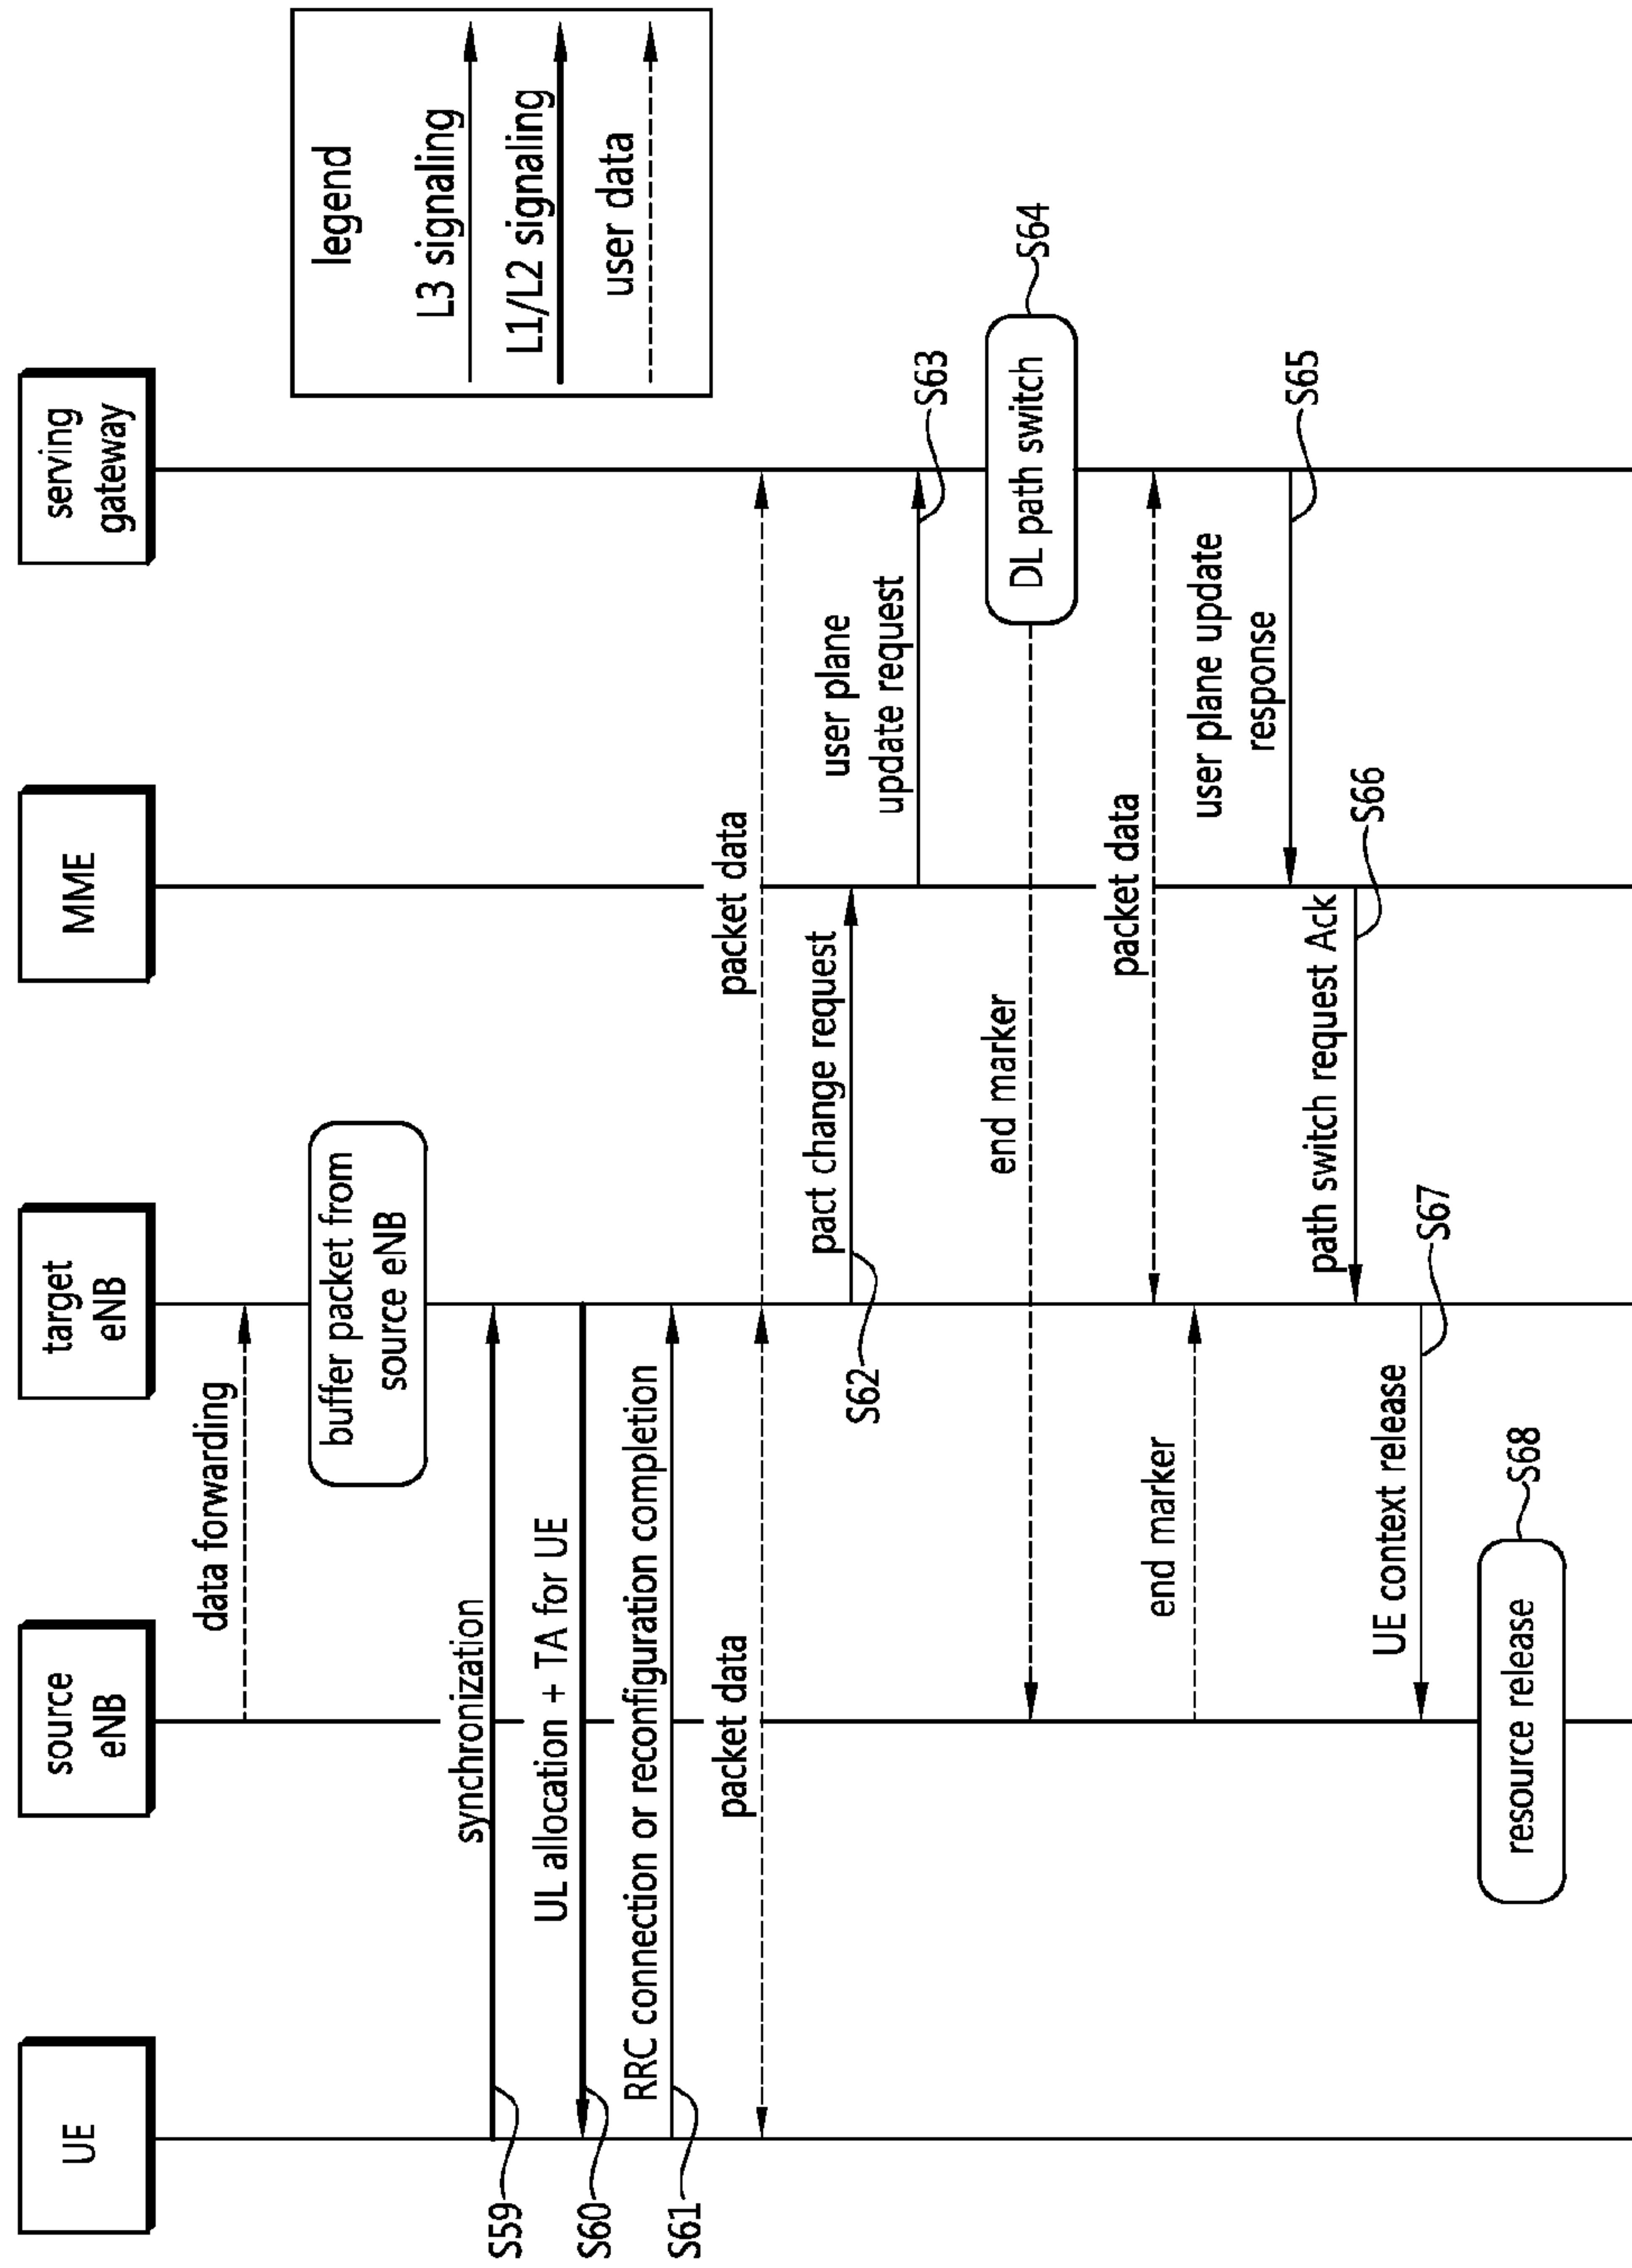 UE
source
eNB
target
eNB
MME
serving
gateway
legend
L3 signaling
L1/L2 signaling
user data
data forwarding
buffer packet from
source eNB
synchronization
S59
UL allocation + TA for UE
S60
RRC connection or reconfiguration completion
S61
packet data
packet data
pact change request
S62
user plane
update request
S63
DL path switch
S64
end marker
packet data
end marker
user plane update
response
S65
path switch request Ack
S66
UE context release
S67
resource release
S68